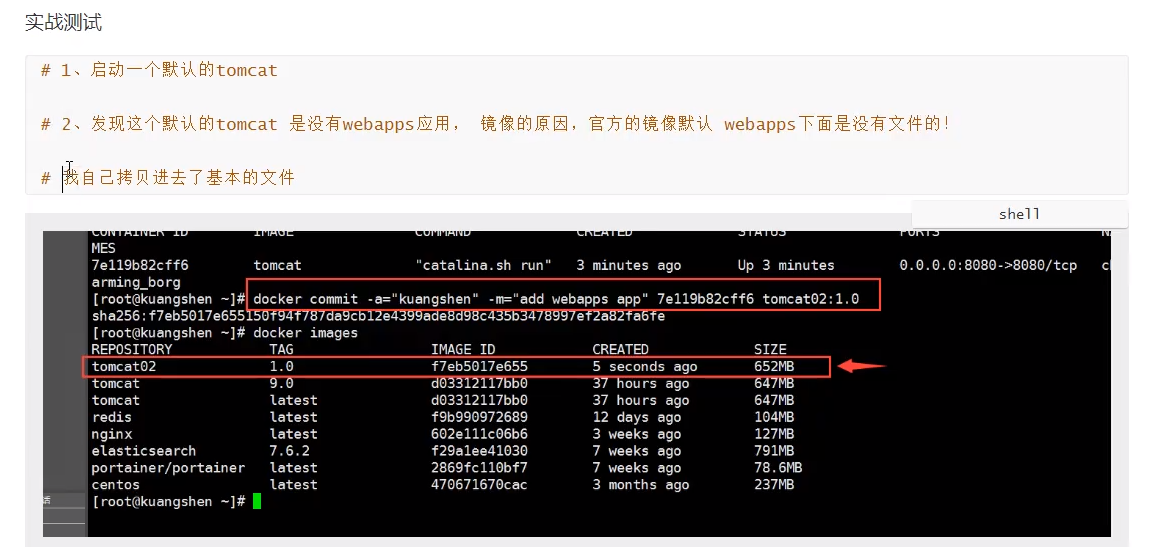 实战测试
# 1、启动一个默认的tomcat
# 2、发现这个默认的tomcat 是没有webapps应用， 镜像的原因，官方的镜像默认 webapps下面是没有文件的！
# 我自己拷贝进去了基本的文件
shell
CONTAINER ID IMAGE COMMAND CREATED STATUS PORTS
MES
7e119b82cff6 tomcat "catalina.sh run" 3 minutes ago Up 3 minutes 0.0.0.0:8080->8080/tcp
arming_borg
[root@kuangshen ~]# docker commit -a="kuangshen" -m="add webapps app" 7e119b82cff6 tomcat02:1.0
sha256:f7eb5017e655150f94f787da9cb12e4399ade8d98c435b3478997ef2a82fa6fe
[root@kuangshen ~]# docker images
REPOSITORY TAG IMAGE ID CREATED SIZE
tomcat02 1.0 f7eb5017e655 5 seconds ago 652MB
tomcat 9.0 d03312117bb0 37 hours ago 647MB
tomcat latest d03312117bb0 37 hours ago 647MB
redis latest f9b990972689 12 days ago 104MB
nginx latest 602e111c06b6 3 weeks ago 127MB
elasticsearch 7.6.2 f29a1ee41030 7 weeks ago 791MB
portainer/portainer latest 2869fc110bf7 7 weeks ago 78.6MB
centos latest 470671670cac 3 months ago 237MB
[root@kuangshen ~]#